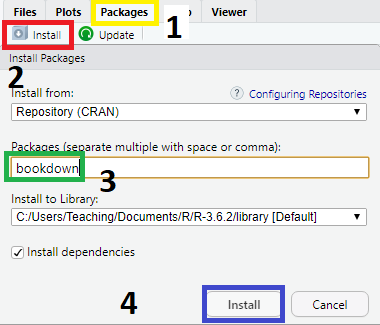 Files Plots Packages Viewer
Install Update 1
Install Packages
2
Install from: ? Configuring Repositories
Repository (CRAN)
Packages (separate multiple with space or comma):
bookdown
3
Install to Library:
C:/Users/Teaching/Documents/R/R-3.6.2/library [Default]
Install dependencies
4 Install Cancel